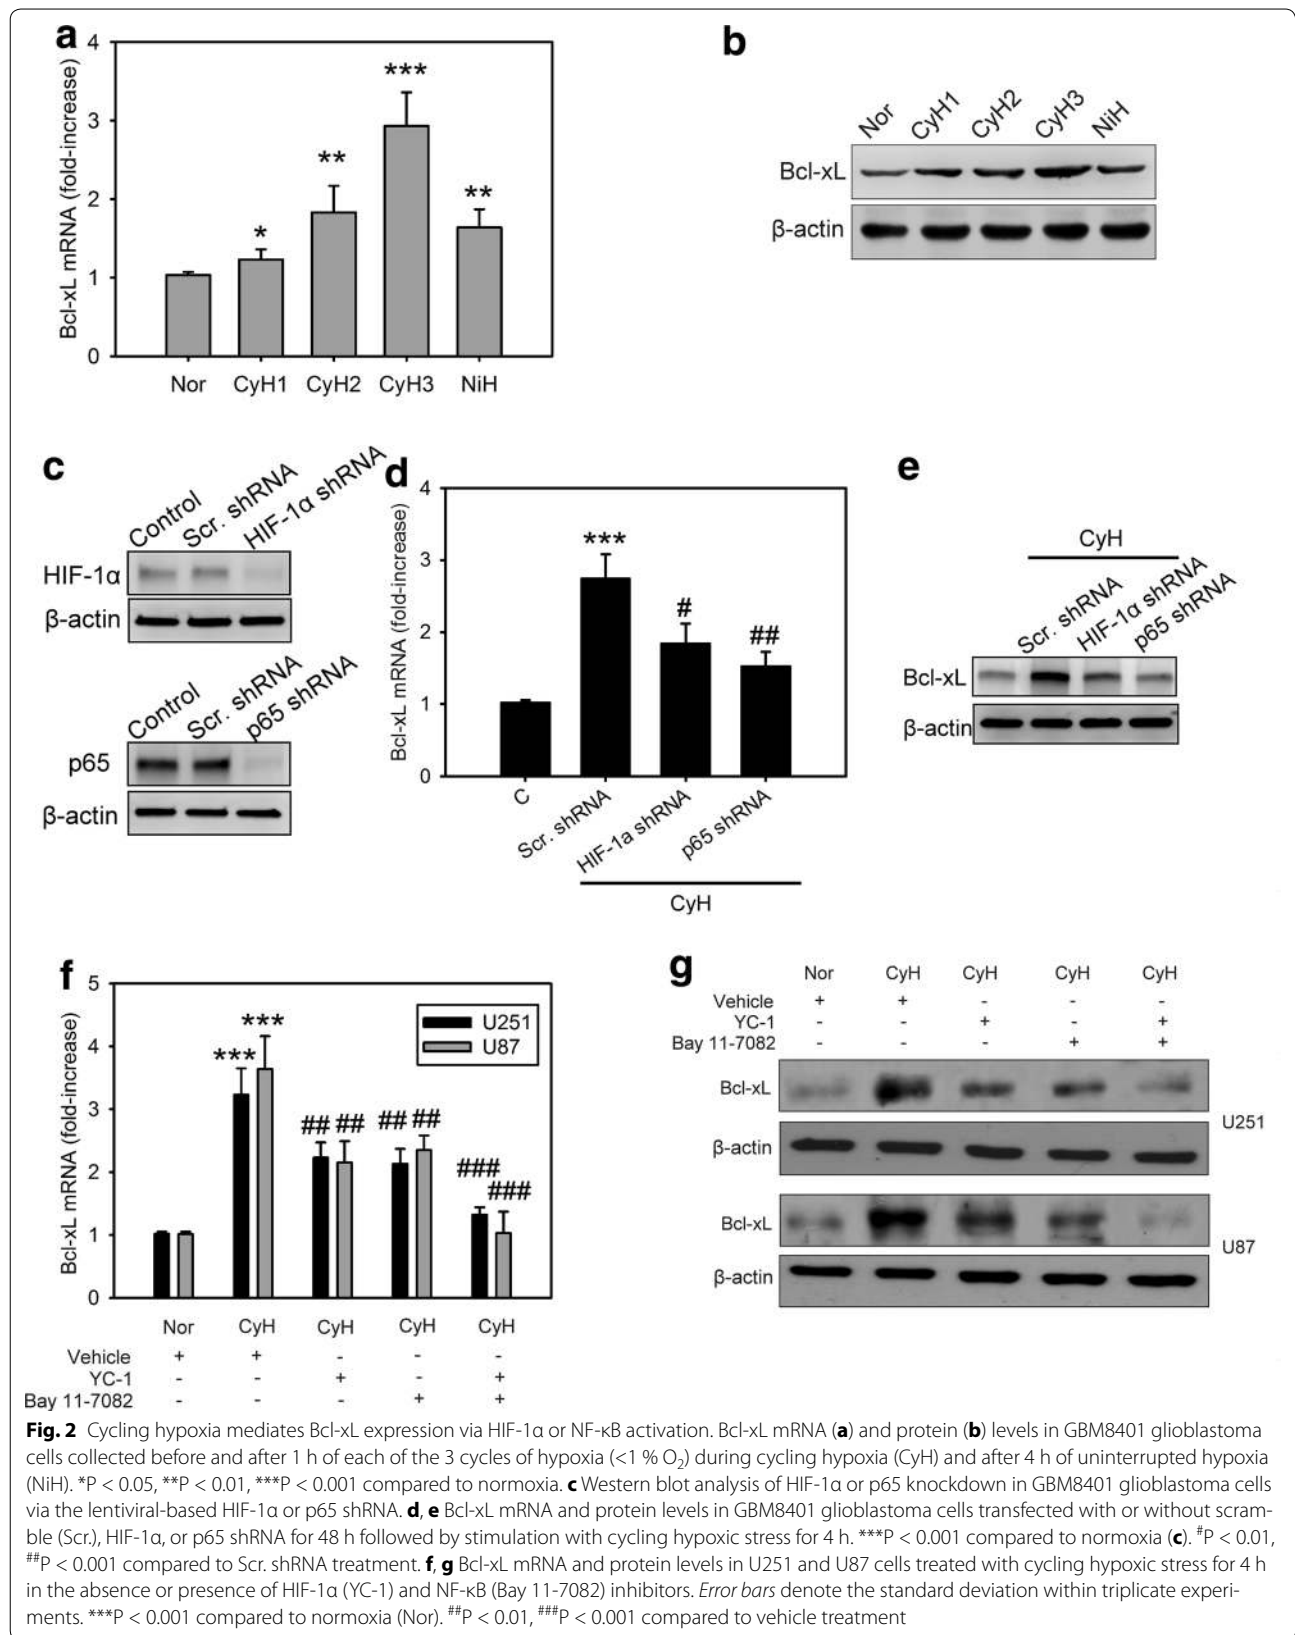 a
4
3
2
1
0
Bcl-xL mRNA (fold-increase)
*
**
***
**
Nor CyH1 CyH2 CyH3 NiH
b
Nor CyH1 CyH2 CyH3 NiH
Bcl-xL
β-actin
c
Control Scr. shRNA HIF-1α shRNA
HIF-1α
β-actin
Control Scr. shRNA p65 shRNA
p65
β-actin
d
4
3
2
1
0
Bcl-xL mRNA (fold-increase)
***
#
##
C Scr. shRNA HIF-1a shRNA p65 shRNA
CyH
e
CyH
Scr. shRNA HIF-1α shRNA p65 shRNA
Bcl-xL
β-actin
f
5
4
3
2
1
0
Bcl-xL mRNA (fold-increase)
U251
U87
*** ***
## ## ## ## ### ###
Nor CyH CyH CyH CyH
Vehicle + + - - -
YC-1 - - + - +
Bay 11-7082 - - - + +
g
Nor CyH CyH CyH CyH
Vehicle + + - - -
YC-1 - - + - +
Bay 11-7082 - - - + +
Bcl-xL
β-actin
U251
Bcl-xL
β-actin
U87
Fig. 2 Cycling hypoxia mediates Bcl-xL expression via HIF-1α or NF-κB activation. Bcl-xL mRNA (a) and protein (b) levels in GBM8401 glioblastoma
cells collected before and after 1 h of each of the 3 cycles of hypoxia (<1 % O₂) during cycling hypoxia (CyH) and after 4 h of uninterrupted hypoxia
(NiH). *P < 0.05, **P < 0.01, ***P < 0.001 compared to normoxia. c Western blot analysis of HIF-1α or p65 knockdown in GBM8401 glioblastoma cells
via the lentiviral-based HIF-1α or p65 shRNA. d, e Bcl-xL mRNA and protein levels in GBM8401 glioblastoma cells transfected with or without scram-
ble (Scr.), HIF-1α, or p65 shRNA for 48 h followed by stimulation with cycling hypoxic stress for 4 h. ***P < 0.001 compared to normoxia (c). #P < 0.01,
##P < 0.001 compared to Scr. shRNA treatment. f, g Bcl-xL mRNA and protein levels in U251 and U87 cells treated with cycling hypoxic stress for 4 h
in the absence or presence of HIF-1α (YC-1) and NF-κB (Bay 11-7082) inhibitors. Error bars denote the standard deviation within triplicate experi-
ments. ***P < 0.001 compared to normoxia (Nor). ##P < 0.01, ###P < 0.001 compared to vehicle treatment